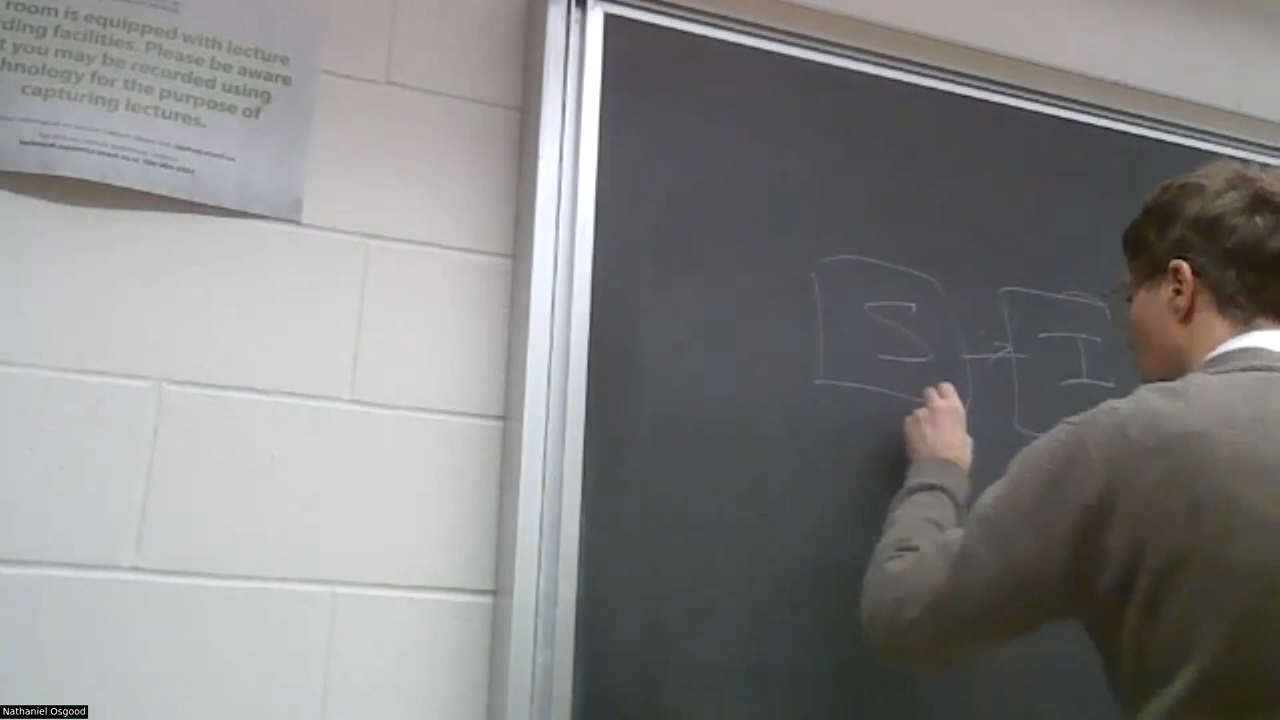 room is equipped with lecture
ding facilities. Please be aware
t you may be recorded using
hnology for the purpose of
capturing lectures.
S → I
Nathaniel Osgood